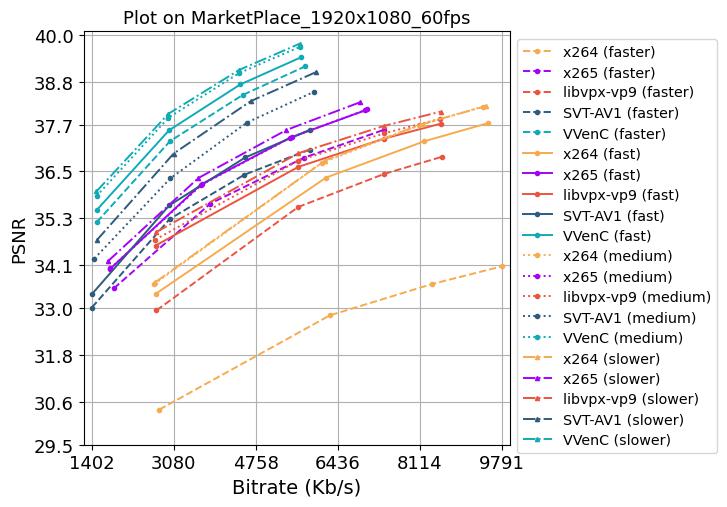 Plot on MarketPlace_1920x1080_60fps
PSNR
40.0
38.8
37.7
36.5
35.3
34.1
33.0
31.8
30.6
29.5
1402 3080 4758 6436 8114 9791
Bitrate (Kb/s)
x264 (faster)
x265 (faster)
libvpx-vp9 (faster)
SVT-AV1 (faster)
VVenC (faster)
x264 (fast)
x265 (fast)
libvpx-vp9 (fast)
SVT-AV1 (fast)
VVenC (fast)
x264 (medium)
x265 (medium)
libvpx-vp9 (medium)
SVT-AV1 (medium)
VVenC (medium)
x264 (slower)
x265 (slower)
libvpx-vp9 (slower)
SVT-AV1 (slower)
VVenC (slower)